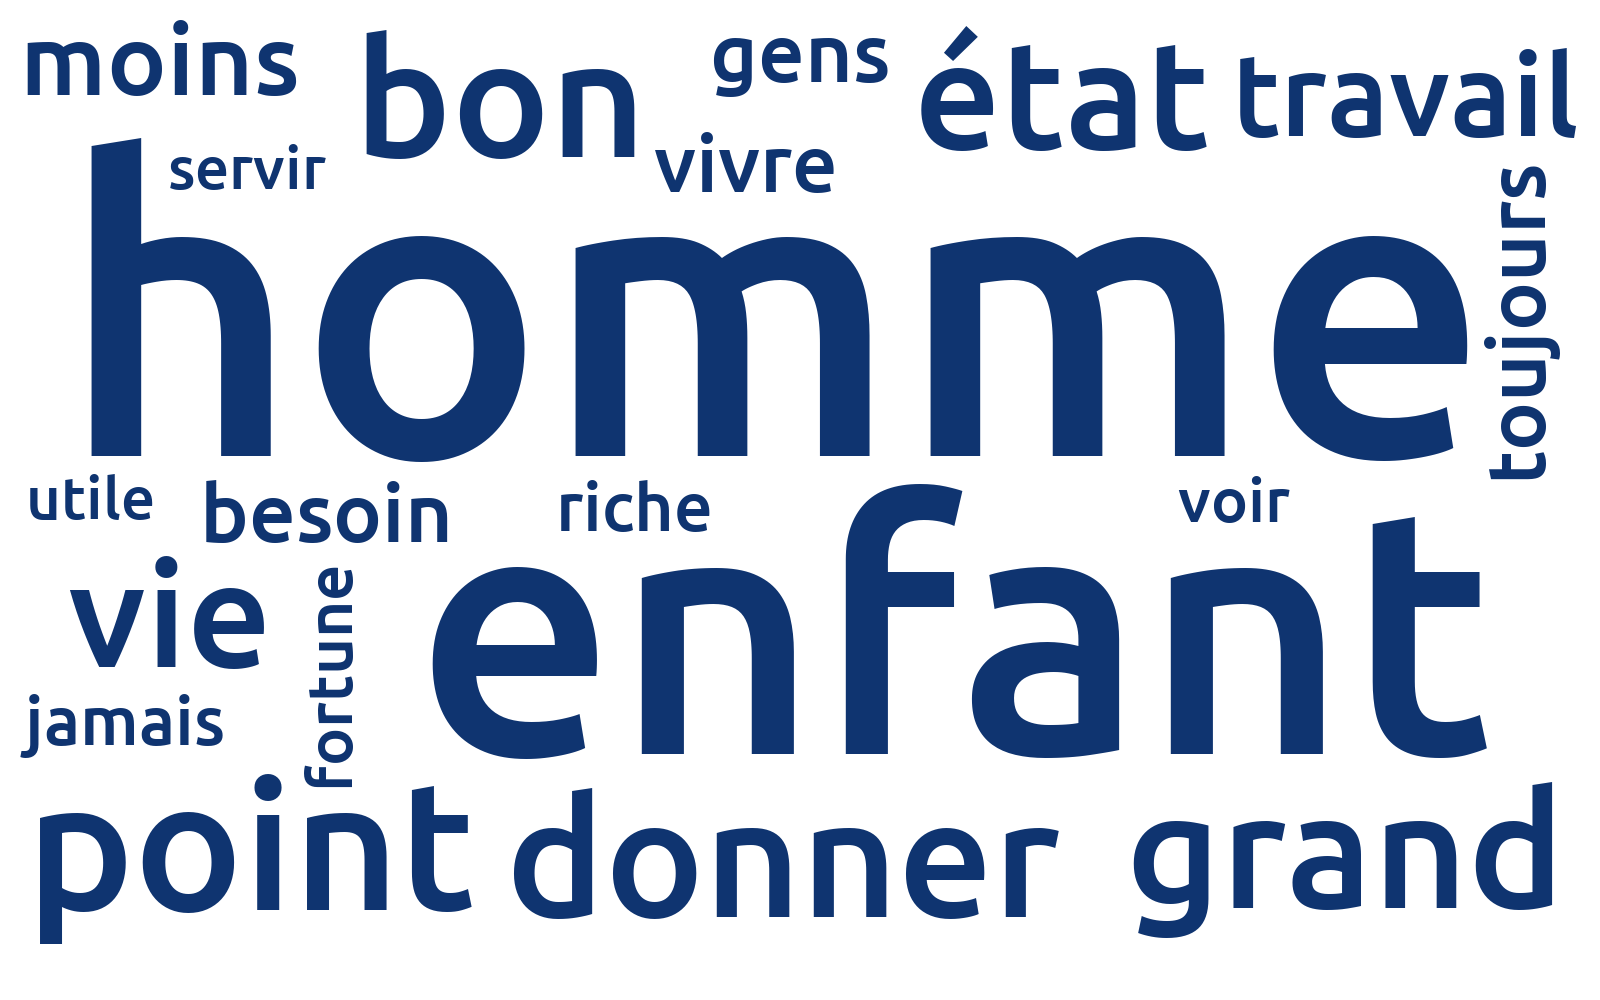 moins bon gens état travail
servir vivre
homme
toujours
utile besoin riche voir
enfant
vie
fortune
jamais
point donner grand